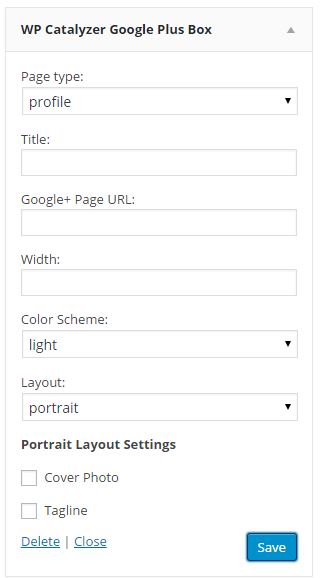 WP Catalyzer Google Plus Box
Page type:
profile
Title:
Google+ Page URL:
Width:
Color Scheme:
light
Layout:
portrait
Portrait Layout Settings
Cover Photo
Tagline
Delete | Close
Save